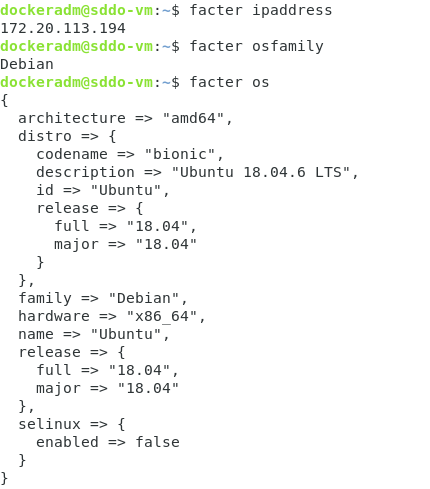 dockeradm@sddo-vm:~$ facter ipaddress
172.20.113.194
dockeradm@sddo-vm:~$ facter osfamily
Debian
dockeradm@sddo-vm:~$ facter os
{
  architecture => "amd64",
  distro => {
    codename => "bionic",
    description => "Ubuntu 18.04.6 LTS",
    id => "Ubuntu",
    release => {
      full => "18.04",
      major => "18.04"
    }
  },
  family => "Debian",
  hardware => "x86_64",
  name => "Ubuntu",
  release => {
    full => "18.04",
    major => "18.04"
  },
  selinux => {
    enabled => false
  }
}